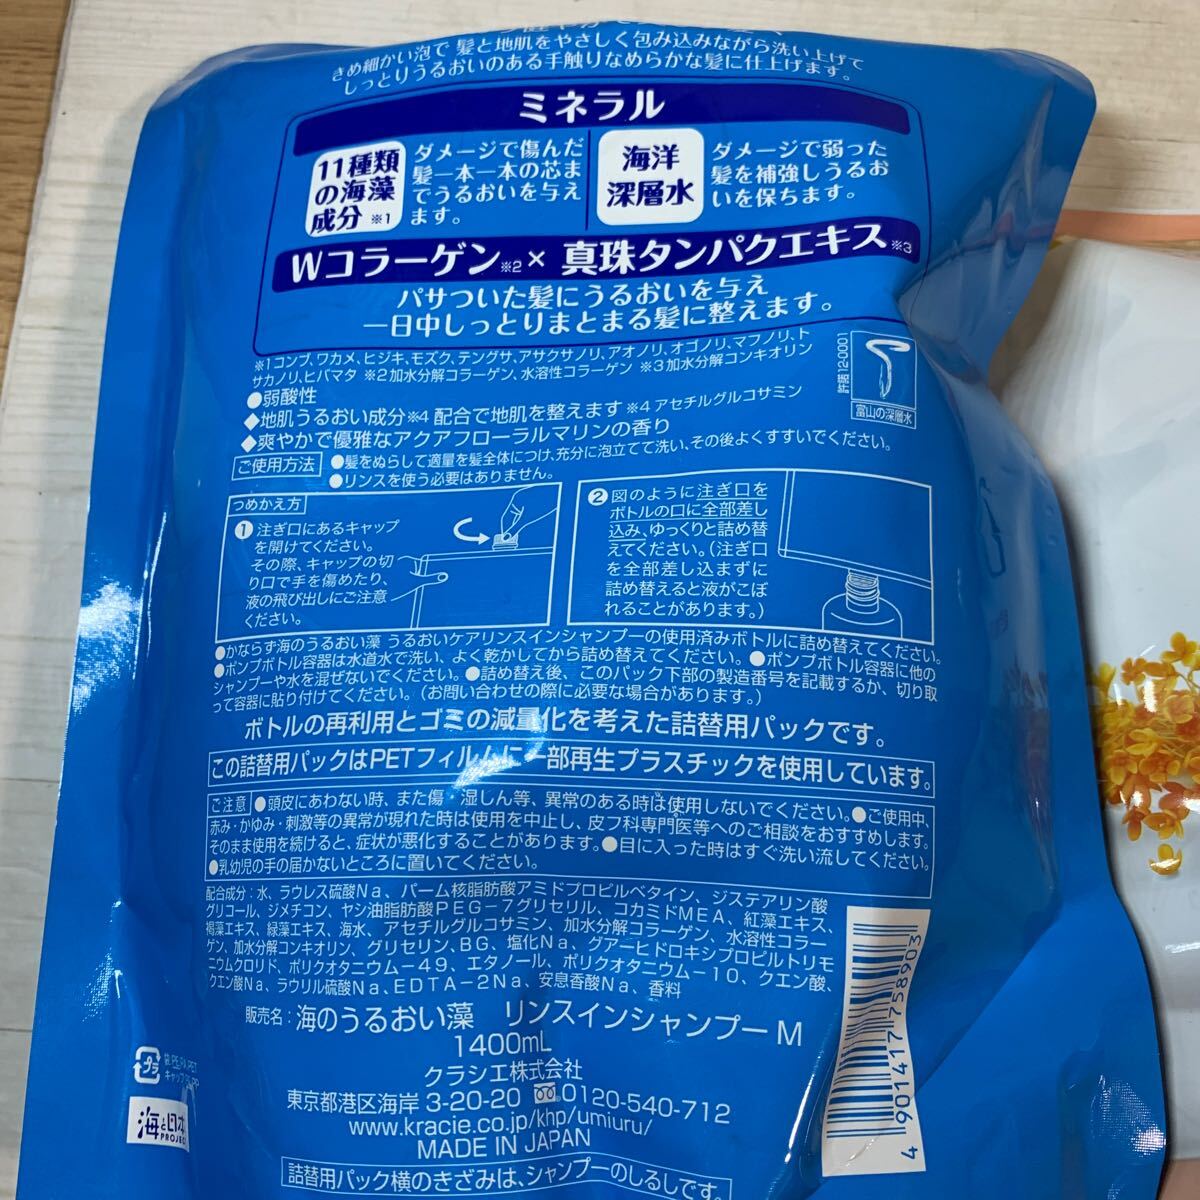 きめ細かい泡で 髪と地肌をやさしく包み込みながら洗い上げて
しっとりうるおいのある手触りなめらかな髪に仕上げます。
ミネラル
11種類
の海藻
成分 ※1
ダメージで傷んだ
髪一本一本の芯ま
でうるおいを与え
ます。
海洋
深層水
ダメージで弱った
髪を補強しうるお
いを保ちます。
Wコラーゲン※2 × 真珠タンパクエキス※3
パサついた髪にうるおいを与え
一日中しっとりまとまる髪に整えます。
※1コンブ、ワカメ、ヒジキ、モズク、テングサ、アサクサノリ、アオノリ、オゴノリ、マフノリ、ト
サカノリ、ヒバマタ ※2加水分解コラーゲン、水溶性コラーゲン ※3加水分解コンキオリン
●弱酸性
◆地肌うるおい成分※4 配合で地肌を整えます ※4 アセチルグルコサミン
◆爽やかで優雅なアクアフローラルマリンの香り
許諾12-0001
富山の深層水
ご使用方法 ●髪をぬらして適量を髪全体につけ、充分に泡立てて洗い、その後よくすすいでください。
●リンスを使う必要はありません。
つめかえ方
1 注ぎ口にあるキャップ
を開けてください。
その際、キャップの切
り口で手を傷めたり、
液の飛び出しにご注意
ください。
2 図のように注ぎ口を
ボトルの口に全部差し
込み、ゆっくりと詰め替
えてください。（注ぎ口
を全部差し込まずに
詰め替えると液がこぼ
れることがあります。）
●かならず海のうるおい藻 うるおいケアリンスインシャンプーの使用済みボトルに詰め替えてください。
●ポンプボトル容器は水道水で洗い、よく乾かしてから詰め替えてください。●ポンプボトル容器に他の
シャンプーや水を混ぜないでください。●詰め替え後、このパック下部の製造番号を記載するか、切り取
って容器に貼り付けてください。（お問い合わせの際に必要な場合があります。）
ボトルの再利用とゴミの減量化を考えた詰替用パックです。
この詰替用パックはPETフィルムに一部再生プラスチックを使用しています。
ご注意 ●頭皮にあわない時、また傷・湿しん等、異常のある時は使用しないでください。●ご使用中、
赤み・かゆみ・刺激等の異常が現れた時は使用を中止し、皮フ科専門医等へのご相談をおすすめします。
そのまま使用を続けると、症状が悪化することがあります。●目に入った時はすぐ洗い流してください。
●乳幼児の手の届かないところに置いてください。
配合成分：水、ラウレス硫酸Na、パーム核脂肪酸アミドプロピルベタイン、ジステアリン酸
グリコール、ジメチコン、ヤシ油脂肪酸PEG-7グリセリル、コカミドMEA、紅藻エキス、
褐藻エキス、緑藻エキス、海水、アセチルグルコサミン、加水分解コラーゲン、水溶性コラー
ゲン、加水分解コンキオリン、グリセリン、BG、塩化Na、グアーヒドロキシプロピルトリモ
ニウムクロリド、ポリクオタニウム-49、エタノール、ポリクオタニウム-10、クエン酸、
クエン酸Na、ラウリル硫酸Na、EDTA-2Na、安息香酸Na、香料
販売名：海のうるおい藻 リンスインシャンプーM
1400mL
クラシエ株式会社
東京都港区海岸 3-20-20 0120-540-712
www.kracie.co.jp/khp/umiuru/
MADE IN JAPAN
詰替用パック横のきざみは、シャンプーのしるしです。
プラ
海と日本
PROJECT
4 901417 758903